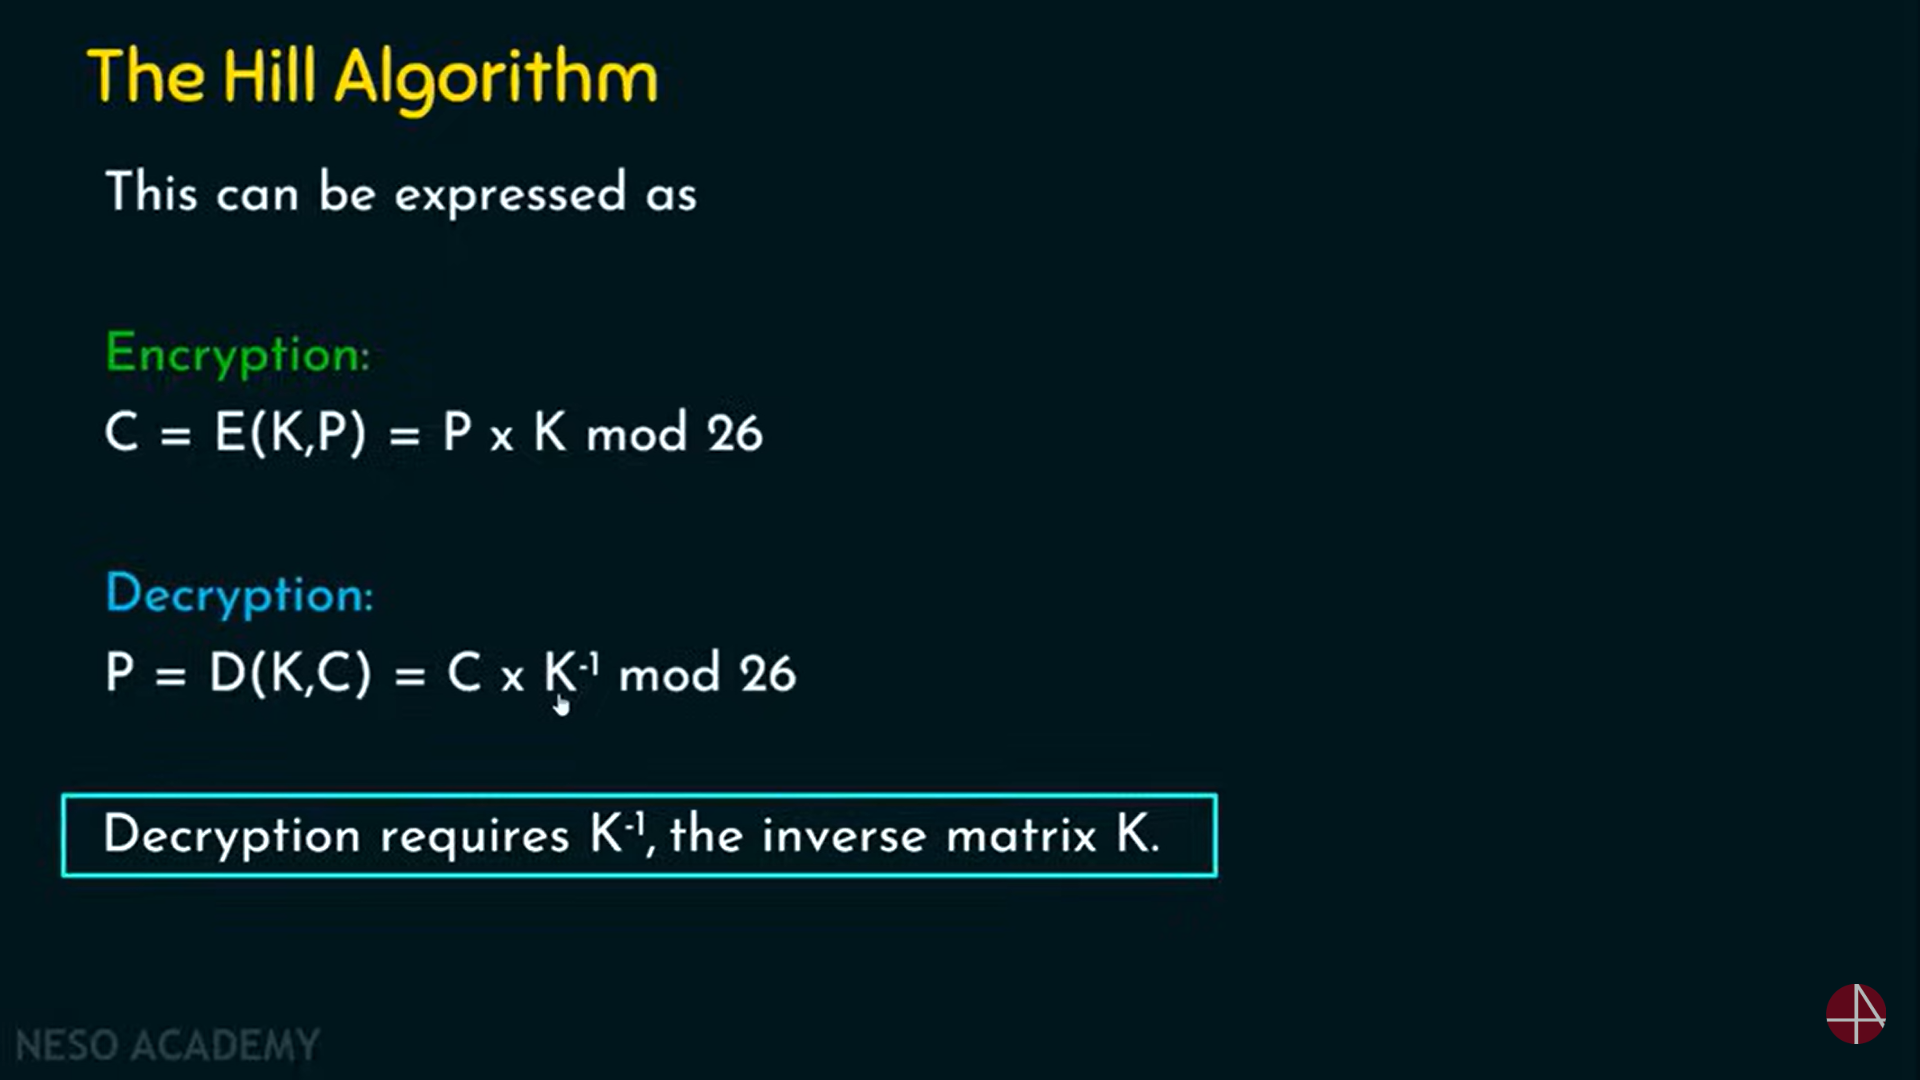 The Hill Algorithm
This can be expressed as
Encryption:
C = E(K,P) = P x K mod 26
Decryption:
P = D(K,C) = C x K⁻¹ mod 26
Decryption requires K⁻¹, the inverse matrix K.
NESO ACADEMY